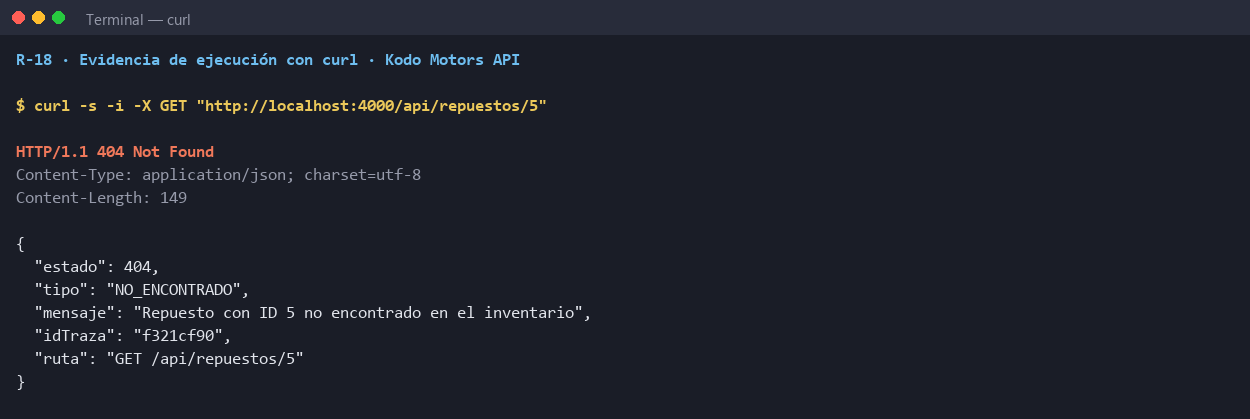 Terminal — curl
R-18 · Evidencia de ejecución con curl · Kodo Motors API
$ curl -s -i -X GET "http://localhost:4000/api/repuestos/5"
HTTP/1.1 404 Not Found
Content-Type: application/json; charset=utf-8
Content-Length: 149
{
  "estado": 404,
  "tipo": "NO_ENCONTRADO",
  "mensaje": "Repuesto con ID 5 no encontrado en el inventario",
  "idTraza": "f321cf90",
  "ruta": "GET /api/repuestos/5"
}